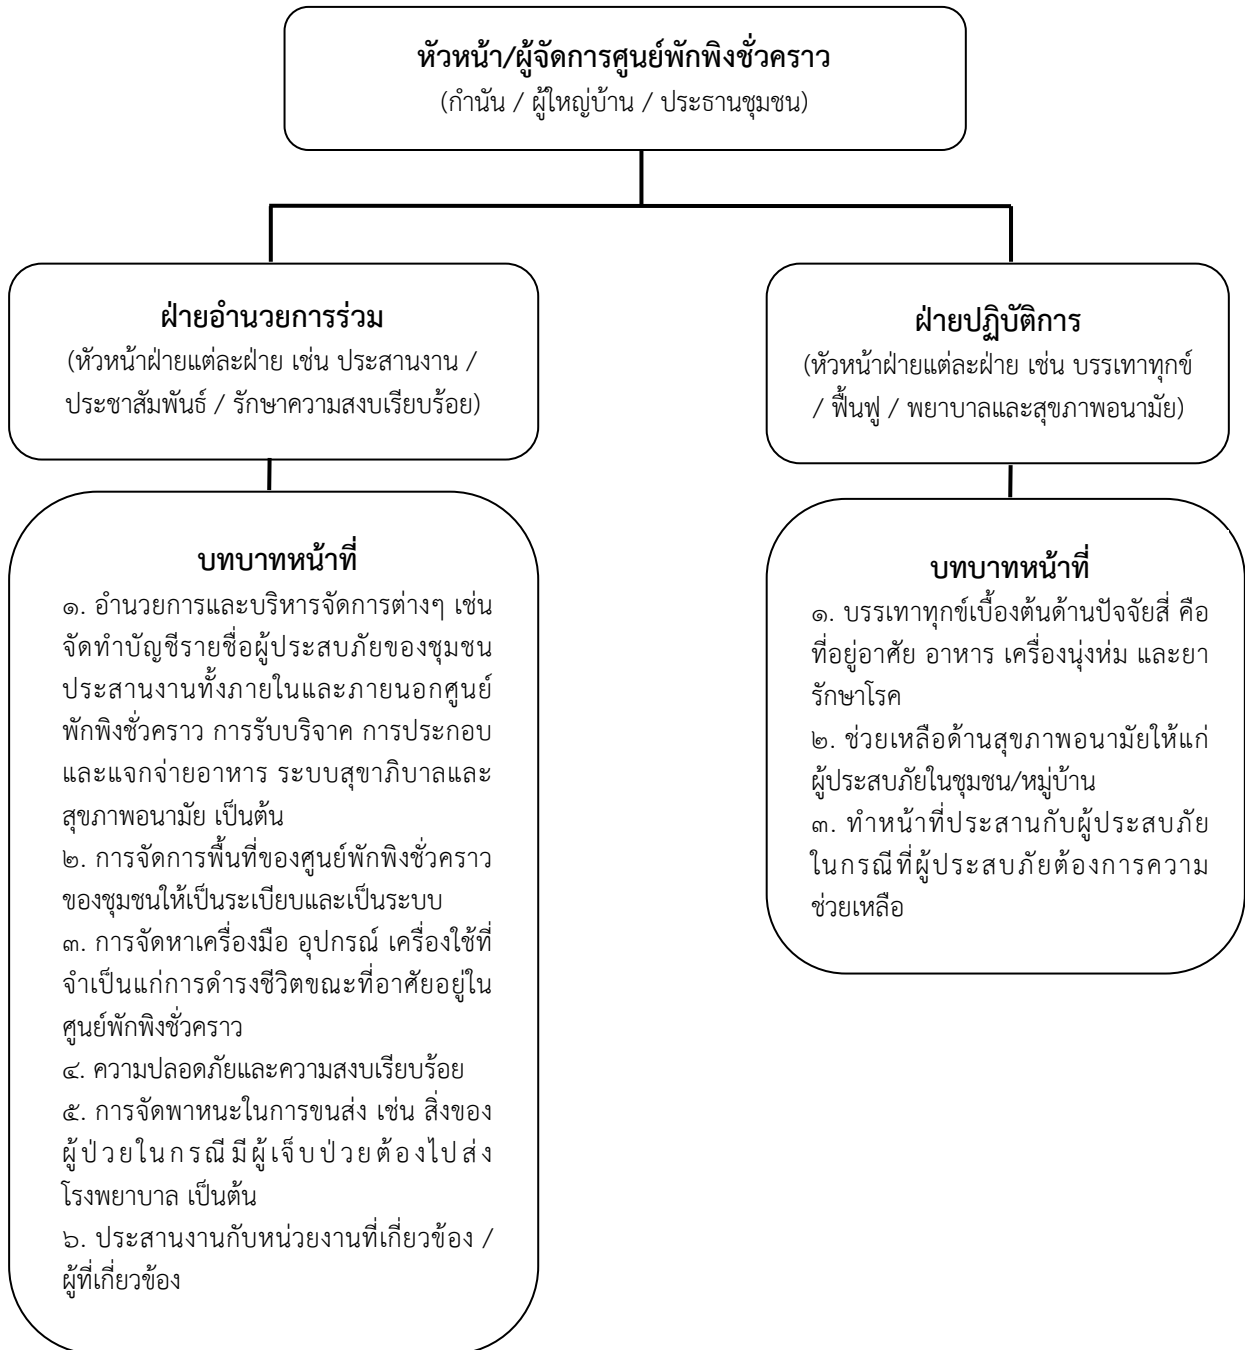 หัวหน้า/ผู้จัดการศูนย์พักพิงชั่วคราว
(กำนัน / ผู้ใหญ่บ้าน / ประธานชุมชน)
ฝ่ายอำนวยการร่วม
(หัวหน้าฝ่ายแต่ละฝ่าย เช่น ประสานงาน /
ประชาสัมพันธ์ / รักษาความสงบเรียบร้อย)
บทบาทหน้าที่
๑. อำนวยการและบริหารจัดการต่างๆ เช่น
จัดทำบัญชีรายชื่อผู้ประสบภัยของชุมชน
ประสานงานทั้งภายในและภายนอกศูนย์
พักพิงชั่วคราว การรับบริจาค การประกอบ
และแจกจ่ายอาหาร ระบบสุขาภิบาลและ
สุขภาพอนามัย เป็นต้น
๒. การจัดการพื้นที่ของศูนย์พักพิงชั่วคราว
ของชุมชนให้เป็นระเบียบและเป็นระบบ
๓. การจัดหาเครื่องมือ อุปกรณ์ เครื่องใช้ที่
จำเป็นแก่การดำรงชีวิตขณะที่อาศัยอยู่ใน
ศูนย์พักพิงชั่วคราว
๔. ความปลอดภัยและความสงบเรียบร้อย
๕. การจัดพาหนะในการขนส่ง เช่น สิ่งของ
ผู้ป่วยในกรณีมีผู้เจ็บป่วยต้องไปส่ง
โรงพยาบาล เป็นต้น
๖. ประสานงานกับหน่วยงานที่เกี่ยวข้อง /
ผู้ที่เกี่ยวข้อง
ฝ่ายปฏิบัติการ
(หัวหน้าฝ่ายแต่ละฝ่าย เช่น บรรเทาทุกข์
/ ฟื้นฟู / พยาบาลและสุขภาพอนามัย)
บทบาทหน้าที่
๑. บรรเทาทุกข์เบื้องต้นด้านปัจจัยสี่ คือ
ที่อยู่อาศัย อาหาร เครื่องนุ่งห่ม และยา
รักษาโรค
๒. ช่วยเหลือด้านสุขภาพอนามัยให้แก่
ผู้ประสบภัยในชุมชน/หมู่บ้าน
๓. ทำหน้าที่ประสานกับผู้ประสบภัย
ในกรณีที่ผู้ประสบภัยต้องการความ
ช่วยเหลือ